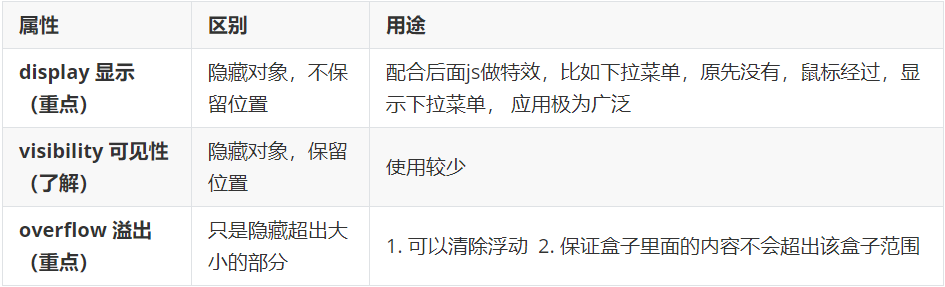 属性 区别 用途
display 显示 隐藏对象，不保 配合后面js做特效，比如下拉菜单，原先没有，鼠标经过，显
（重点） 留位置 示下拉菜单， 应用极为广泛
visibility 可见性 隐藏对象，保留 使用较少
（了解） 位置
overflow 溢出 只是隐藏超出大 1. 可以清除浮动 2. 保证盒子里面的内容不会超出该盒子范围
（重点） 小的部分